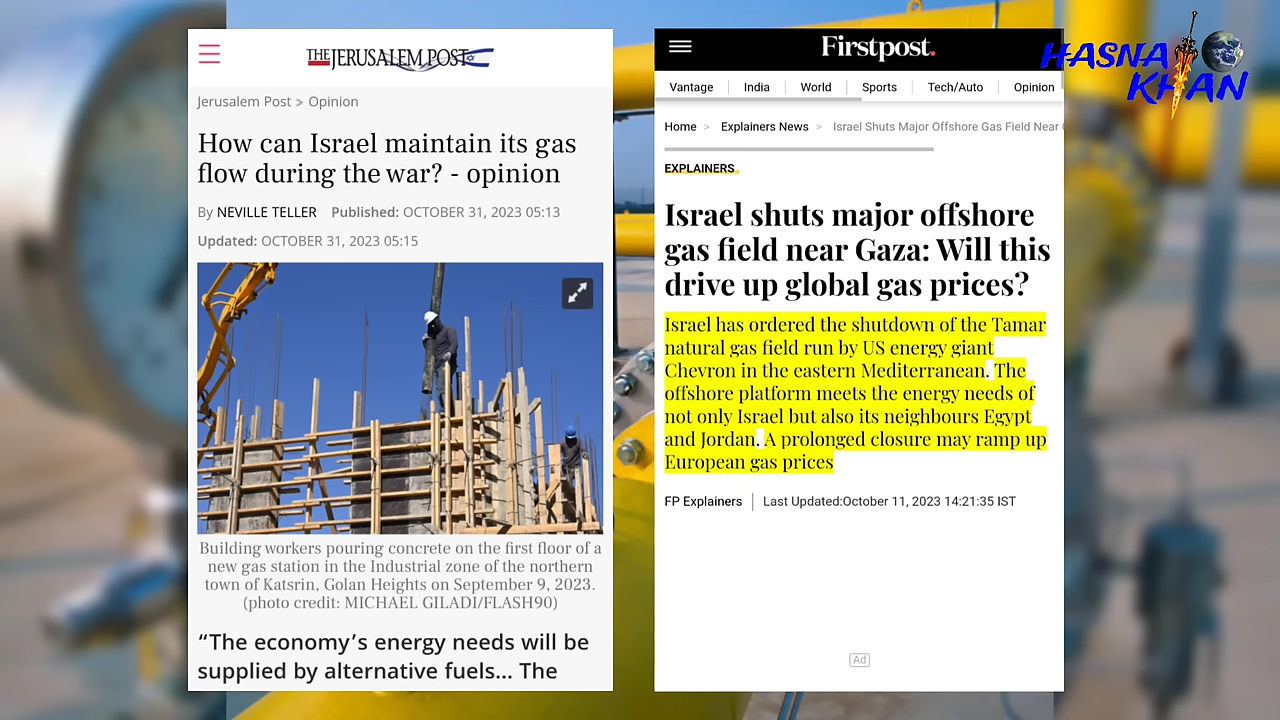 THE JERUSALEM POST
Jerusalem Post > Opinion
How can Israel maintain its gas
flow during the war? - opinion
By NEVILLE TELLER Published: OCTOBER 31, 2023 05:13
Updated: OCTOBER 31, 2023 05:15
Building workers pouring concrete on the first floor of a
new gas station in the Industrial zone of the northern
town of Katsrin, Golan Heights on September 9, 2023.
(photo credit: MICHAEL GILADI/FLASH90)
“The economy’s energy needs will be
supplied by alternative fuels... The
Firstpost.
Vantage India World Sports Tech/Auto Opinion
Home > Explainers News > Israel Shuts Major Offshore Gas Field Near
EXPLAINERS
Israel shuts major offshore
gas field near Gaza: Will this
drive up global gas prices?
Israel has ordered the shutdown of the Tamar
natural gas field run by US energy giant
Chevron in the eastern Mediterranean. The
offshore platform meets the energy needs of
not only Israel but also its neighbours Egypt
and Jordan. A prolonged closure may ramp up
European gas prices
FP Explainers Last Updated:October 11, 2023 14:21:35 IST
Ad
HASNA
KHAN